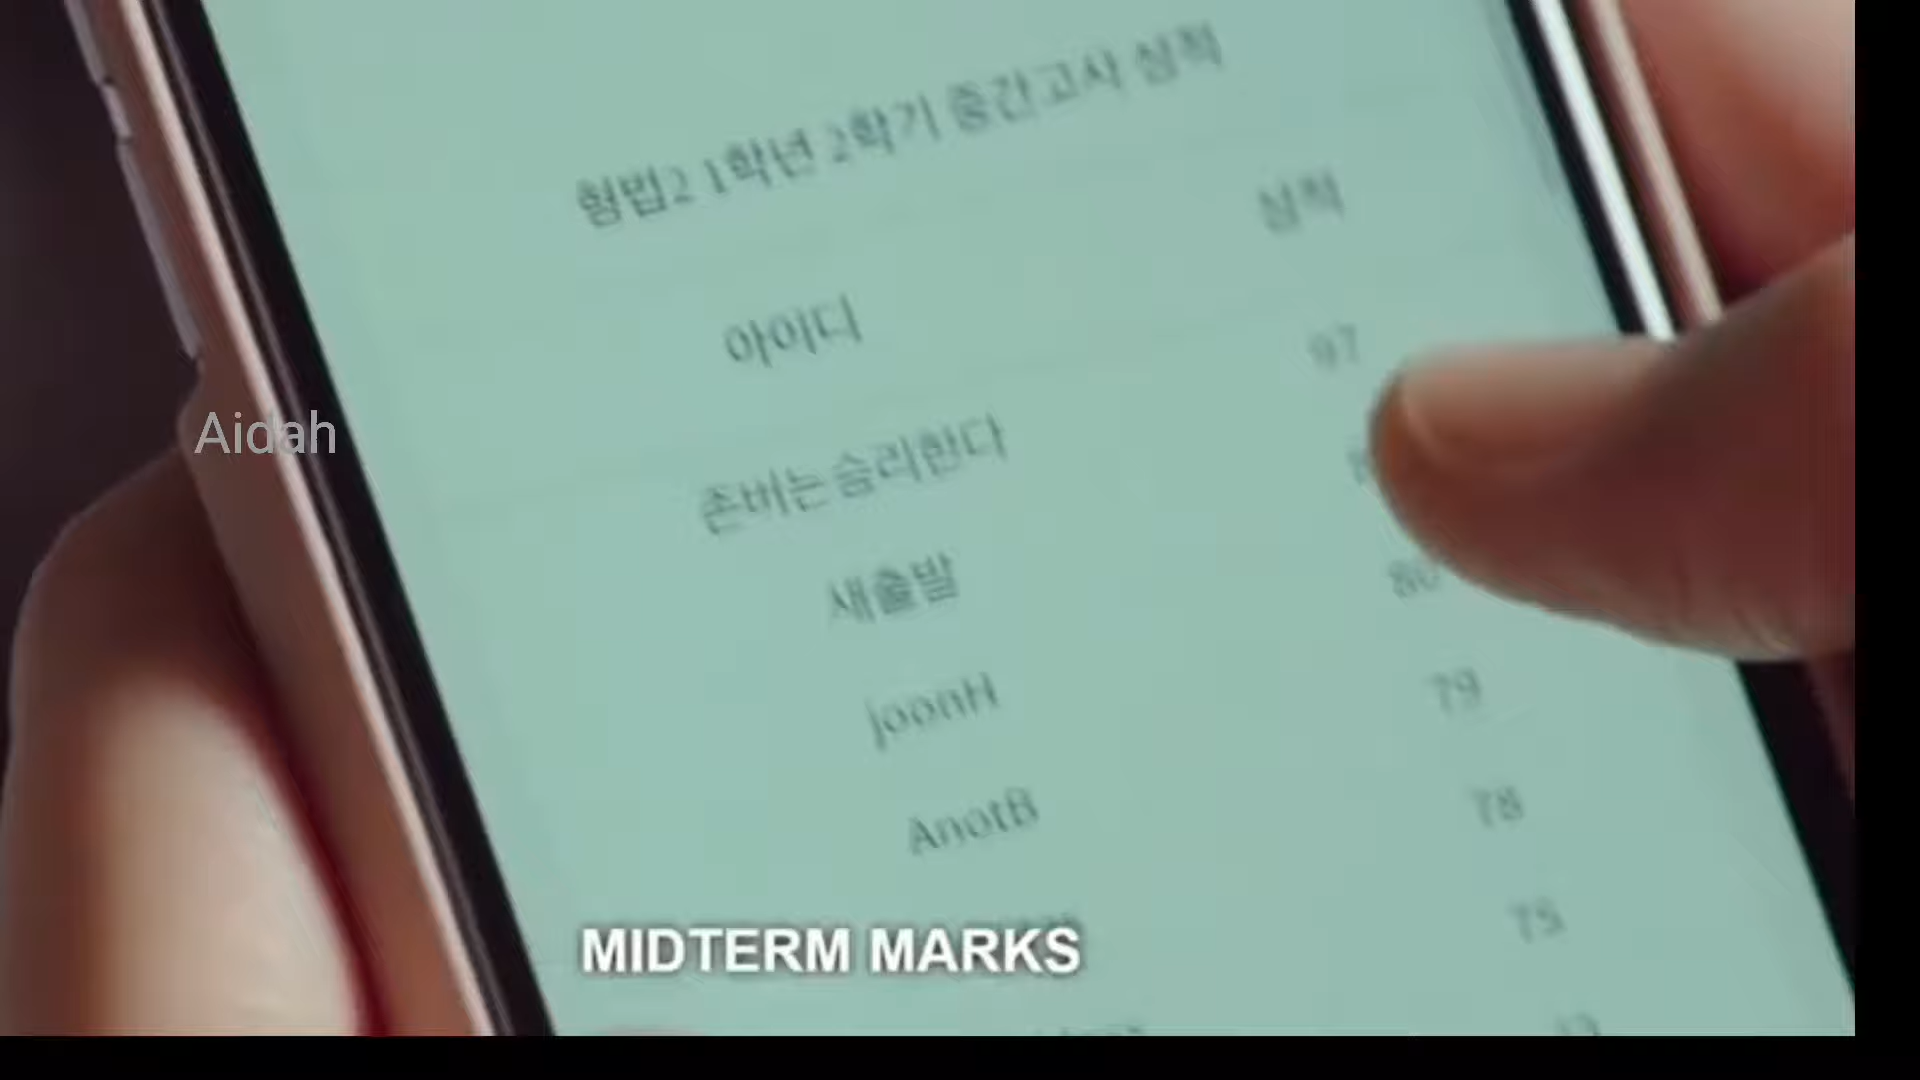 형법2 1학년 2학기 중간고사 성적
아이디 성적
존버는승리한다 97
새출발
joonH 80
AnotB 79
78
75
Aidah
MIDTERM MARKS